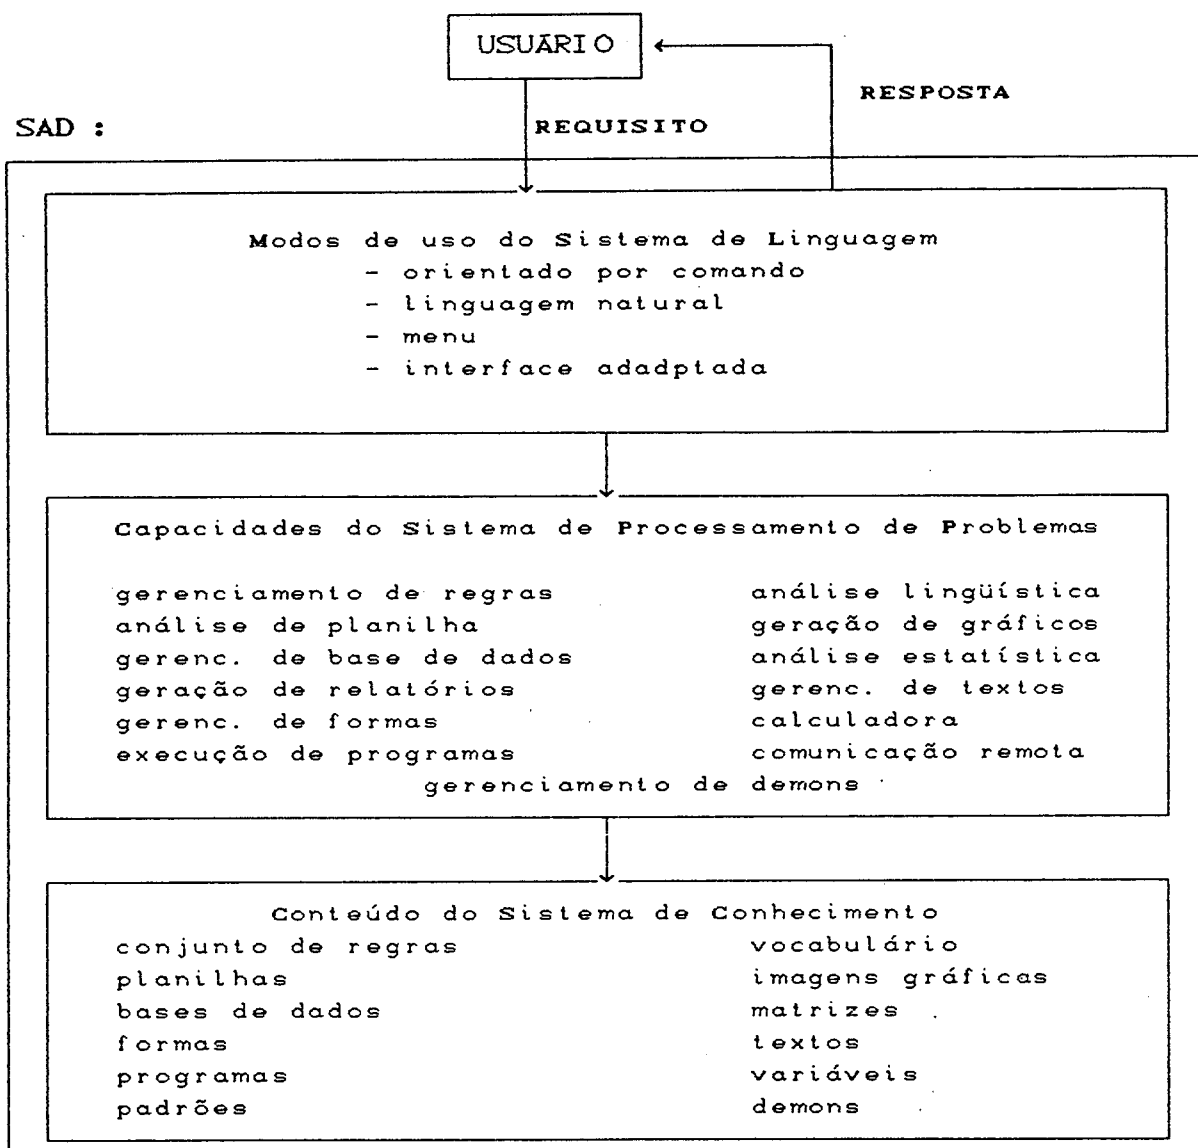 USUÁRIO
RESPOSTA
SAD :
REQUISITO
Modos de uso do Sistema de Linguagem
- orientado por comando
- linguagem natural
- menu
- interface adadptada
Capacidades do Sistema de Processamento de Problemas
gerenciamento de regras análise lingüística
análise de planilha geração de gráficos
gerenc. de base de dados análise estatística
geração de relatórios gerenc. de textos
gerenc. de formas calculadora
execução de programas comunicação remota
gerenciamento de demons
Conteúdo do Sistema de Conhecimento
conjunto de regras vocabulário
planilhas imagens gráficas
bases de dados matrizes
formas textos
programas variáveis
padrões demons